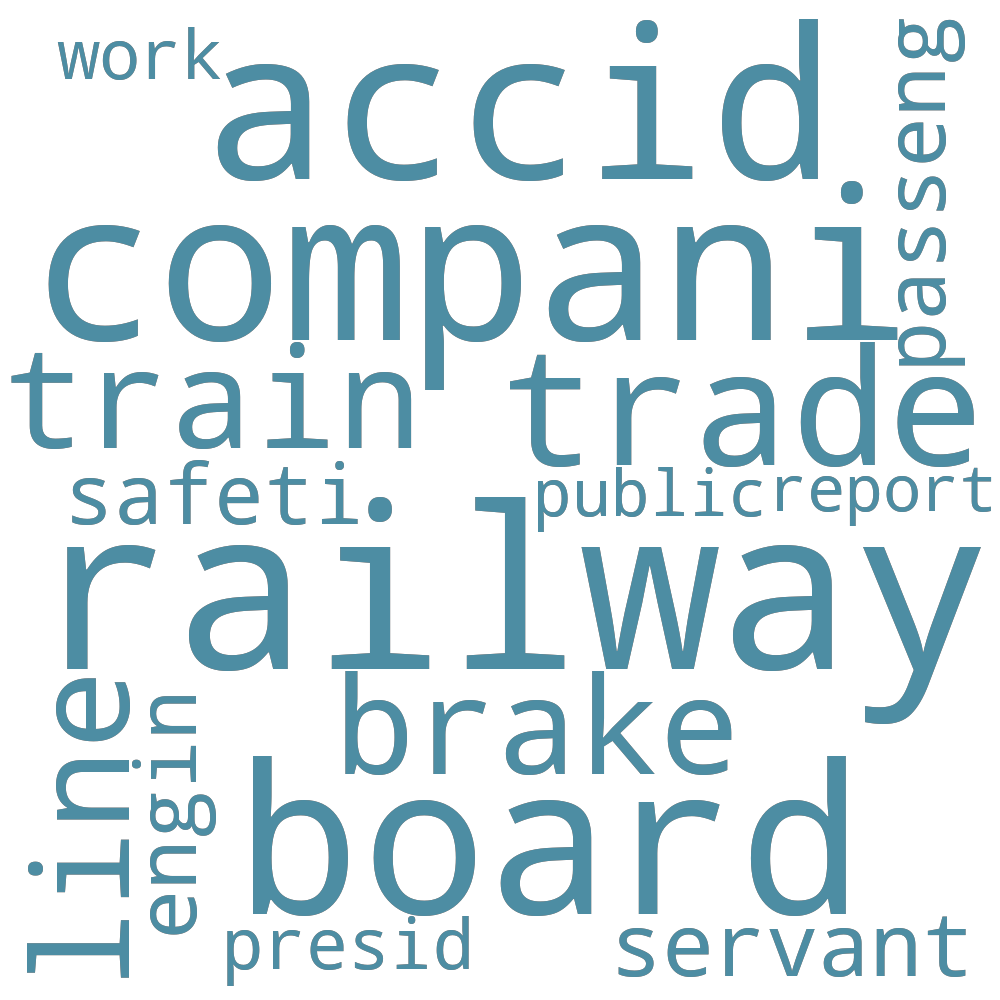 work
accid
passeng
compani
train
trade
safeti
public
report
railway
line
engin
brake
board
presid
servant